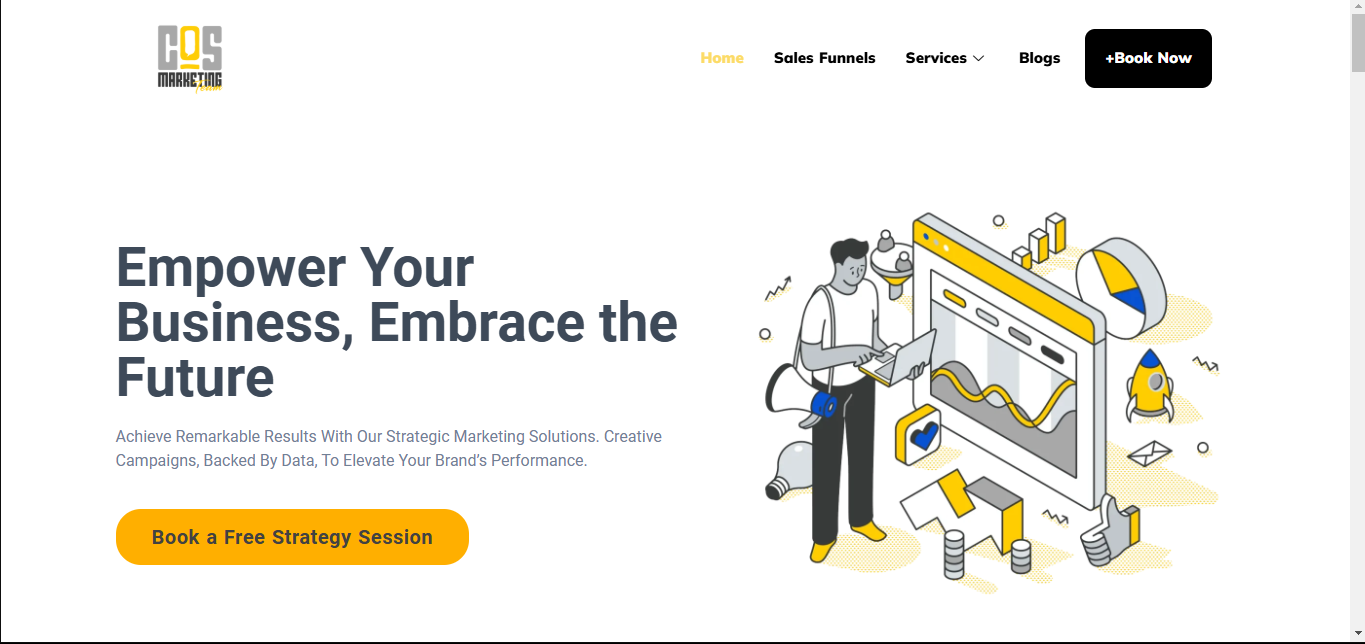 COS
MARKETING
Team
Home
Sales Funnels
Services
Blogs
+Book Now
Empower Your
Business, Embrace the
Future
Achieve Remarkable Results With Our Strategic Marketing Solutions. Creative
Campaigns, Backed By Data, To Elevate Your Brand’s Performance.
Book a Free Strategy Session